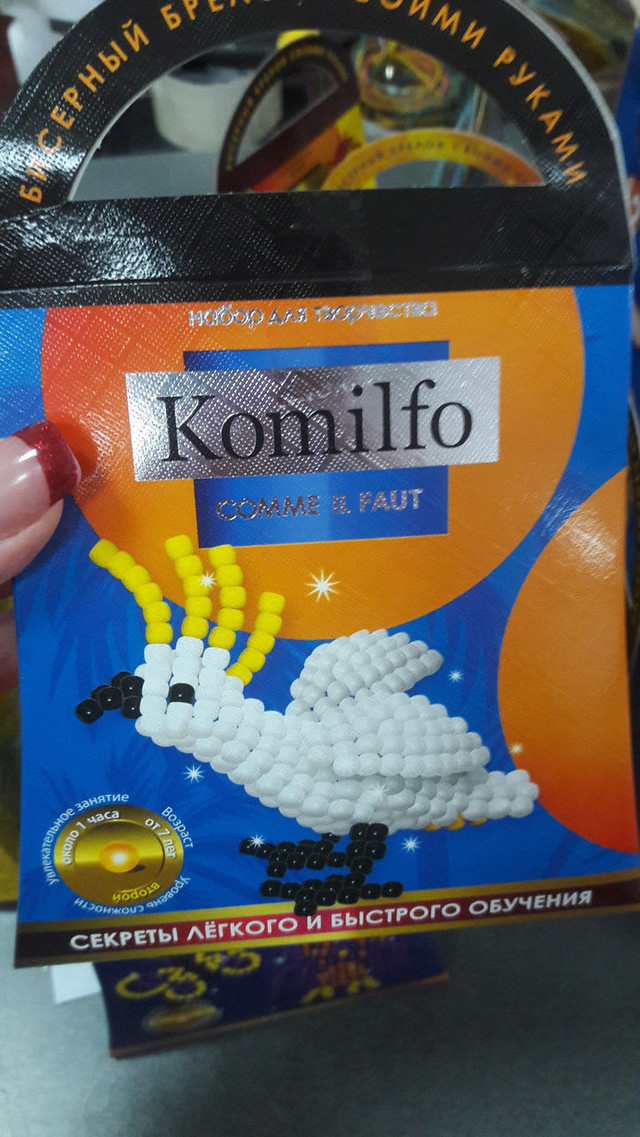 БИСЕРНЫЙ БРЕЛОК СВОИМИ РУКАМИ
набор для творчества
Komilfo
COMME IL FAUT
Увлекательное занятие
около 1 часа
Возраст
от 7 лет
Уровень сложности
второй
СЕКРЕТЫ ЛЁГКОГО И БЫСТРОГО ОБУЧЕНИЯ